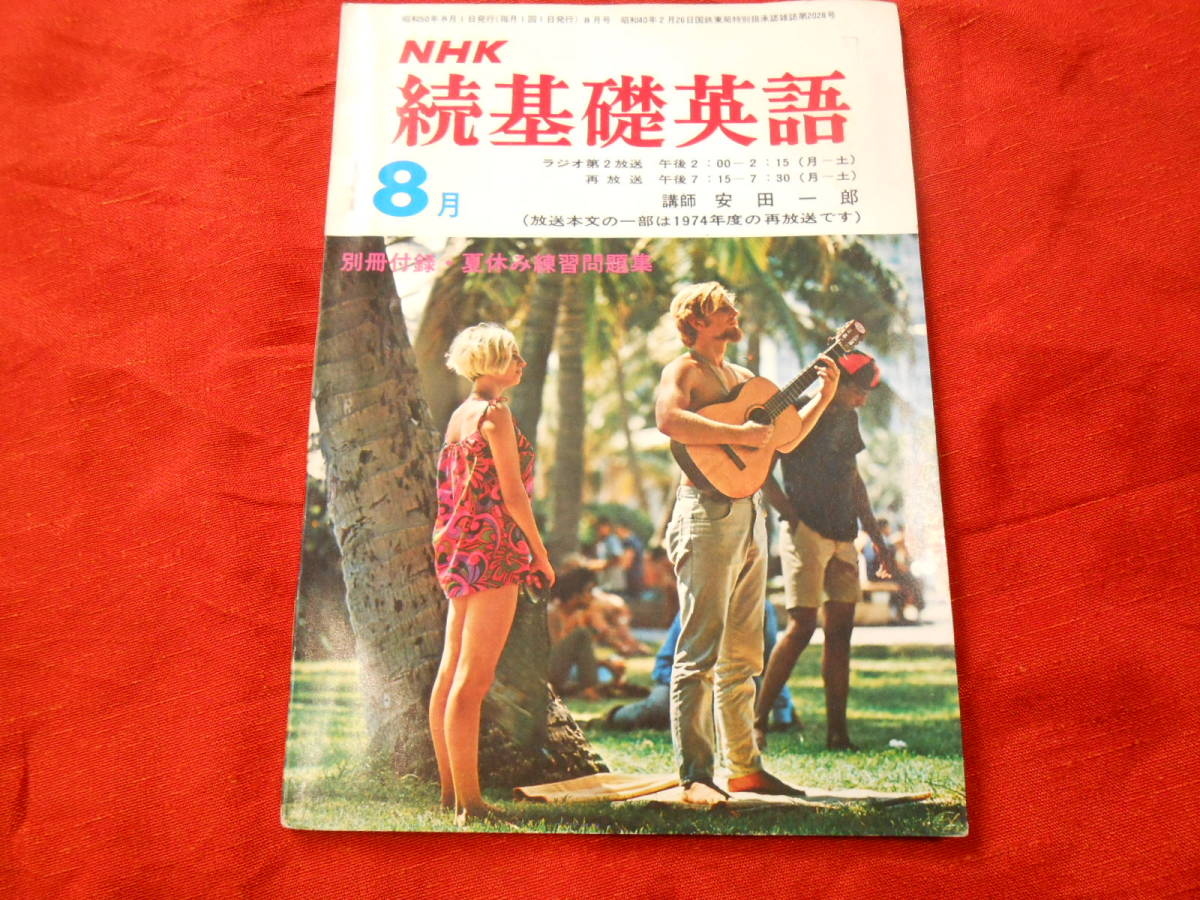 昭和50年8月1日発行(毎月1回1日発行) 8月号 昭和40年2月26日国鉄東局特別扱承認雑誌第2028号
NHK
続基礎英語
ラジオ第2放送 午後2:00−2:15(月−土)
再放送 午後7:15−7:30(月−土)
8月
講師 安田一郎
(放送本文の一部は1974年度の再放送です)
別冊付録・夏休み練習問題集